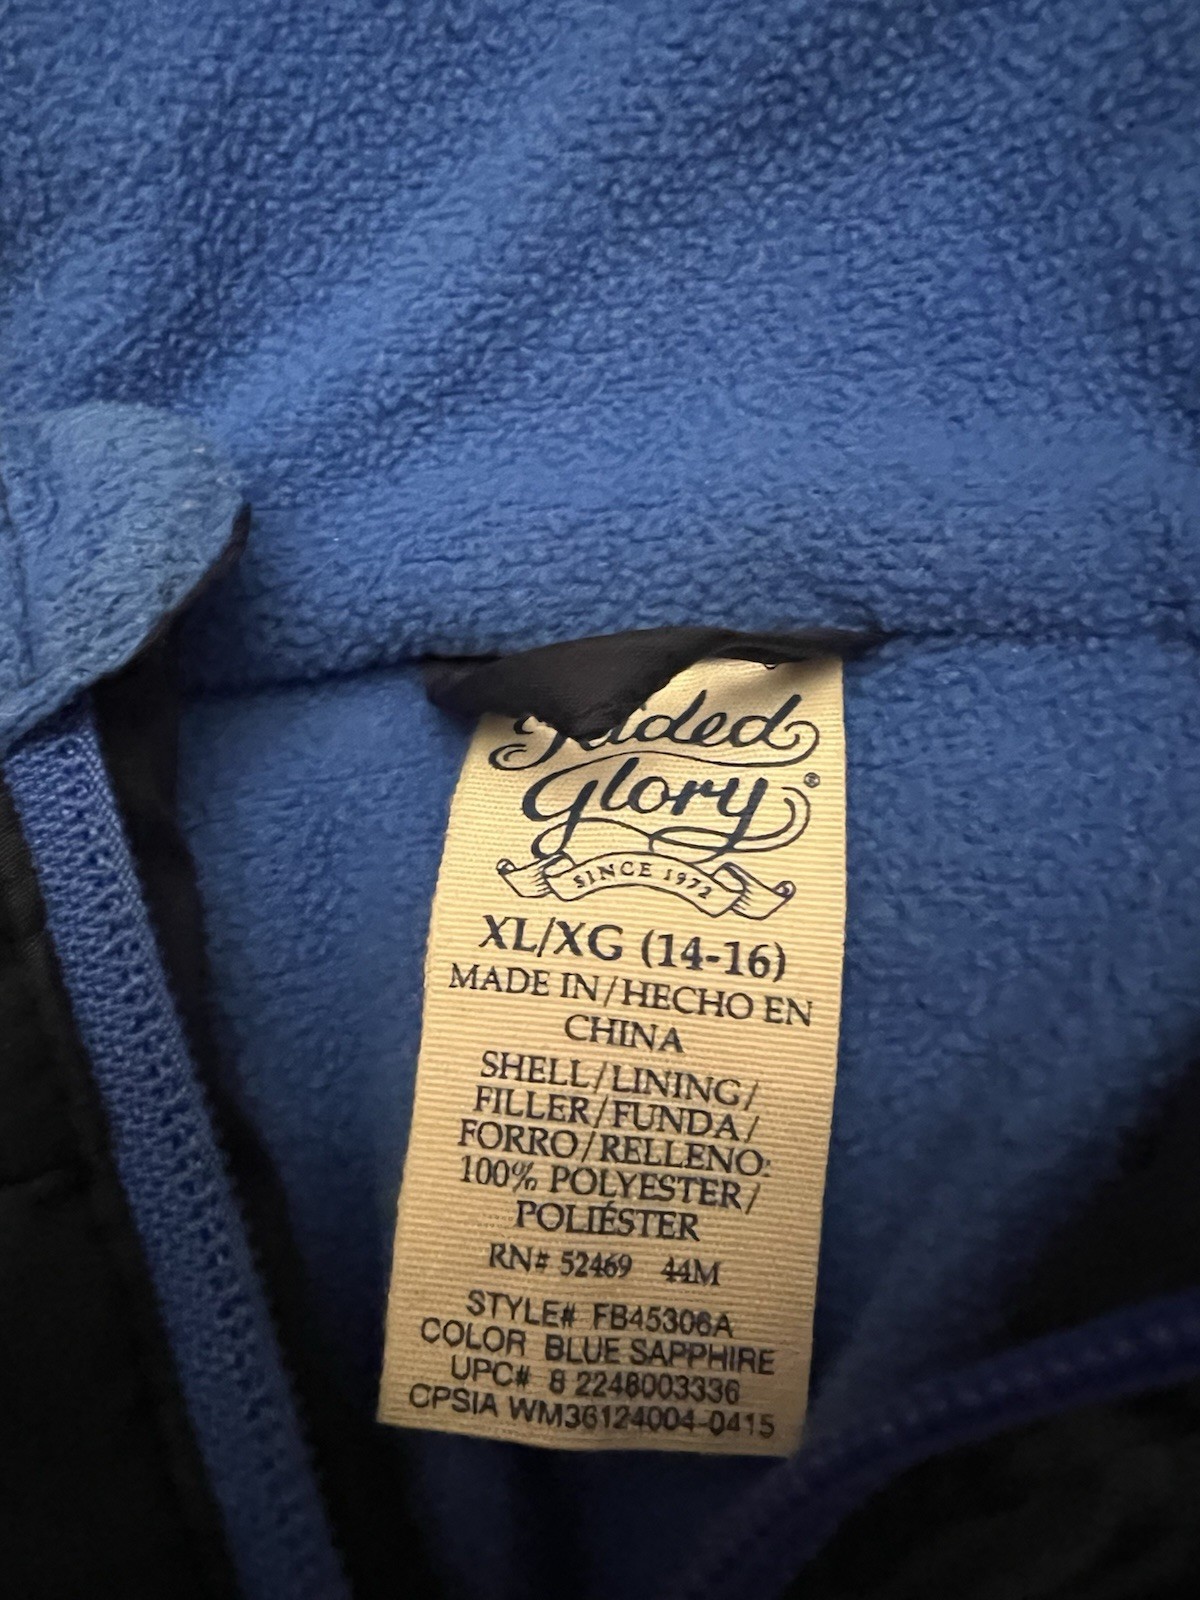 Faded
Glory®
SINCE 1972
XL/XG (14-16)
MADE IN/HECHO EN
CHINA
SHELL/LINING/
FILLER/FUNDA/
FORRO/RELLENO:
100% POLYESTER/
POLIÉSTER
RN# 52469 44M
STYLE# FB45306A
COLOR BLUE SAPPHIRE
UPC# 8 2248003336
CPSIA WM36124004-0415